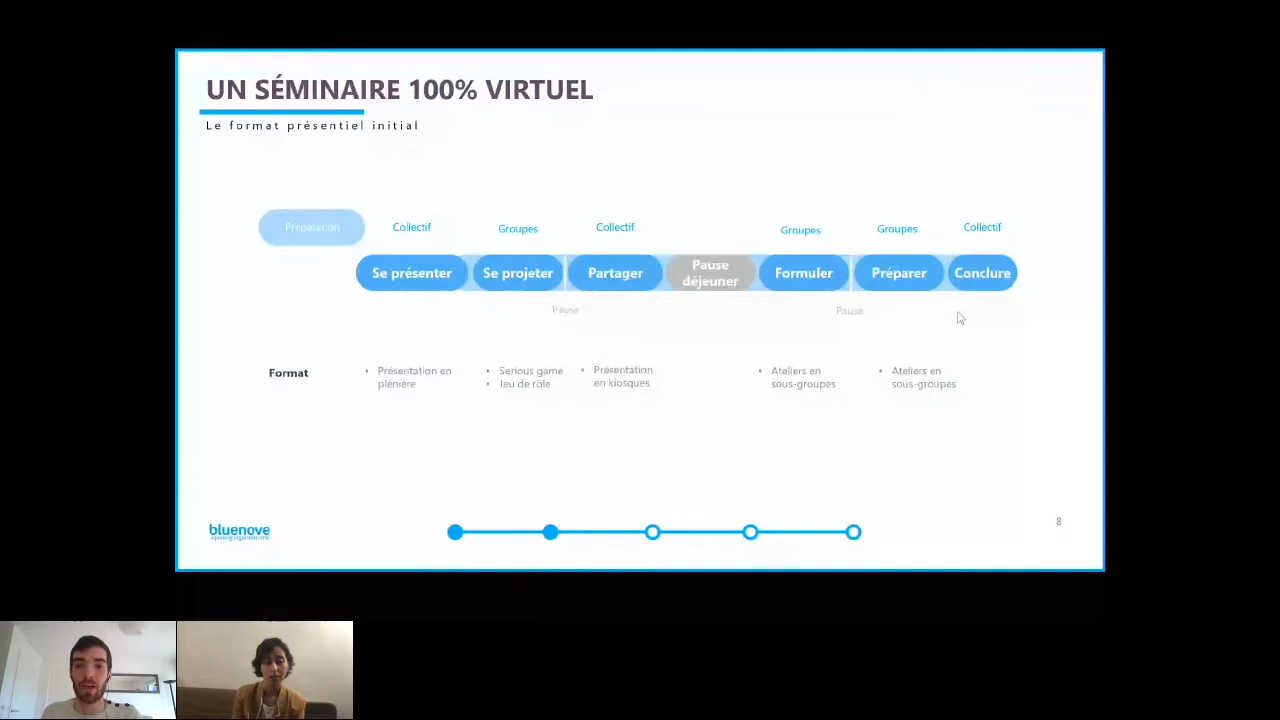 UN SÉMINAIRE 100% VIRTUEL
Le format présentiel initial
Préparation
Collectif
Groupes
Collectif
Groupes
Groupes
Collectif
Se présenter
Se projeter
Partager
Pause
déjeuner
Formuler
Préparer
Conclure
Pause
Pause
Format
• Présentation en
plénière
• Serious game
• Jeu de rôle
• Présentation
en kiosques
• Ateliers en
sous-groupes
• Ateliers en
sous-groupes
bluenove
8